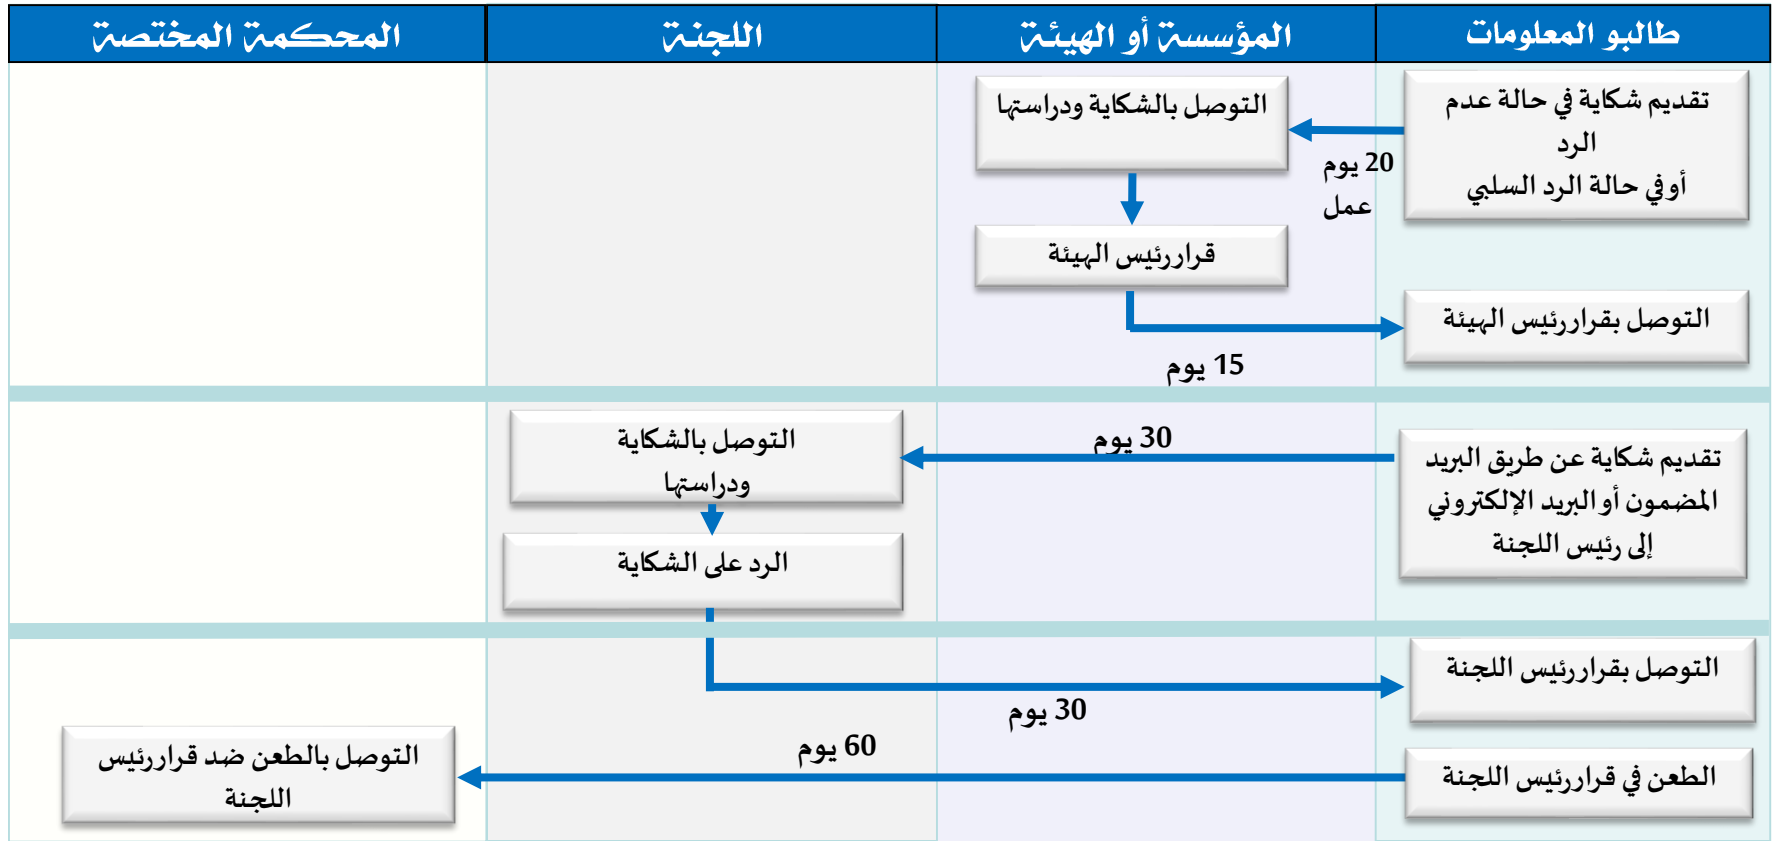 طالبو المعلومات
المؤسسة أو الهيئة
اللجنة
المحكمة المختصة
تقديم شكاية في حالة عدم
الرد
أو في حالة الرد السلبي
20 يوم
عمل
التوصل بالشكاية ودراستها
قرار رئيس الهيئة
التوصل بقرار رئيس الهيئة
15 يوم
تقديم شكاية عن طريق البريد
المضمون أو البريد الإلكتروني
إلى رئيس اللجنة
30 يوم
التوصل بالشكاية
ودراستها
الرد على الشكاية
التوصل بقرار رئيس اللجنة
30 يوم
الطعن في قرار رئيس اللجنة
60 يوم
التوصل بالطعن ضد قرار رئيس
اللجنة